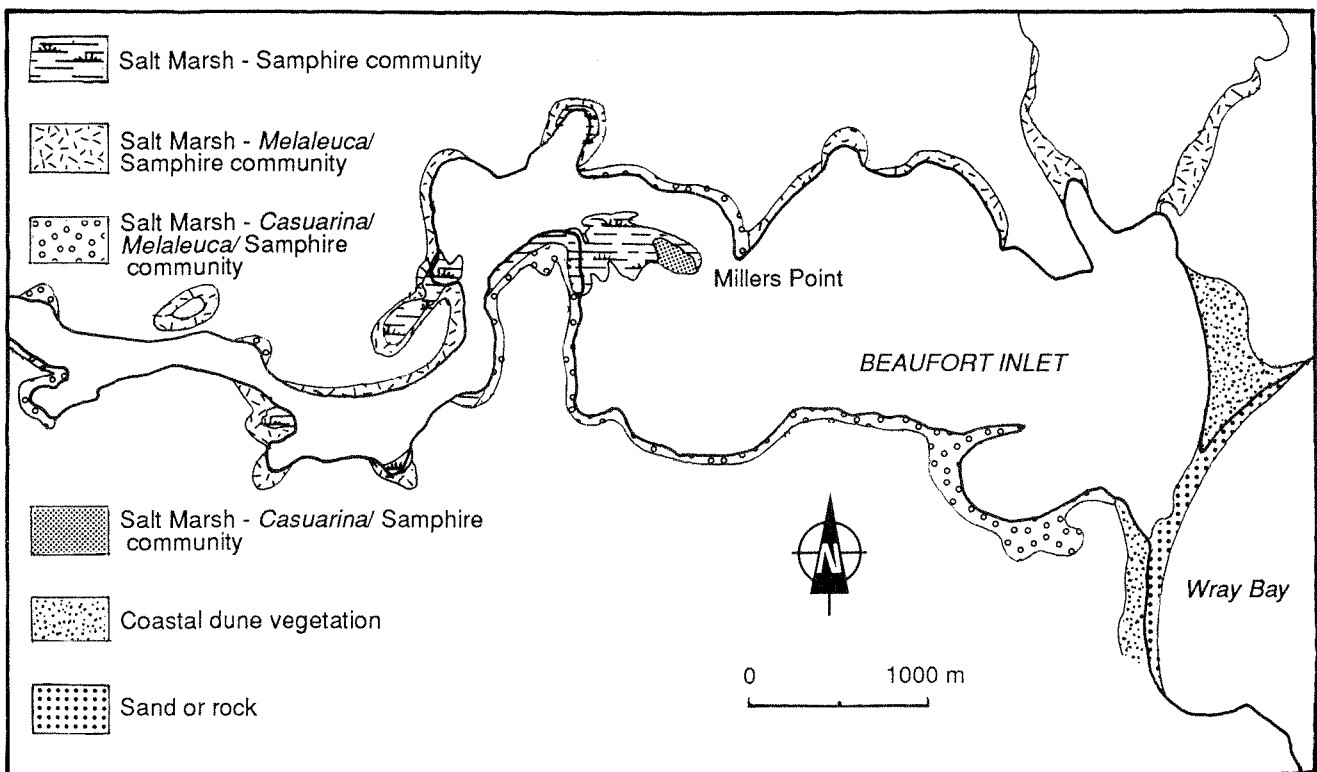 Salt Marsh - Samphire community
Salt Marsh - Melaleuca/
Samphire community
Salt Marsh - Casuarina/
Melaleuca/ Samphire
community
Millers Point
BEAUFORT INLET
Salt Marsh - Casuarina/ Samphire
community
N
Wray Bay
Coastal dune vegetation
0 1000 m
Sand or rock